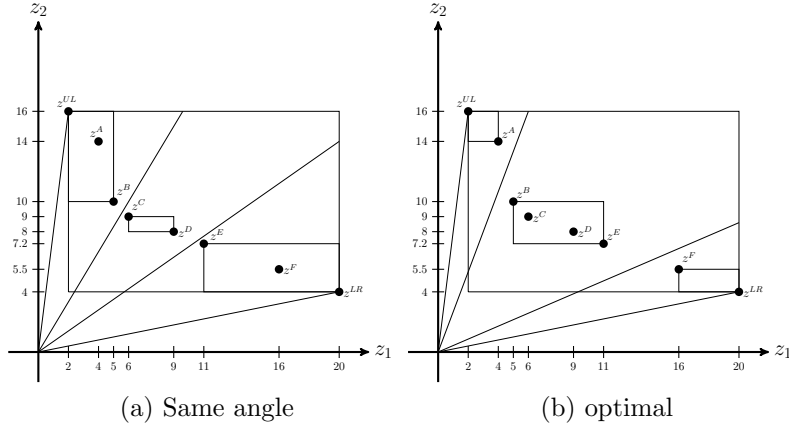 z2 z2
16 z^UL 16 z^UL
14 z^A 14 z^A
10 z^B 10 z^B
9 z^C 9 z^C
8 z^D 8 z^D
7.2 z^E 7.2 z^E
5.5 z^F 5.5 z^F
4 z^LR 4 z^LR
z1 z1
2 4 5 6 9 11 16 20 2 4 5 6 9 11 16 20
(a) Same angle (b) optimal